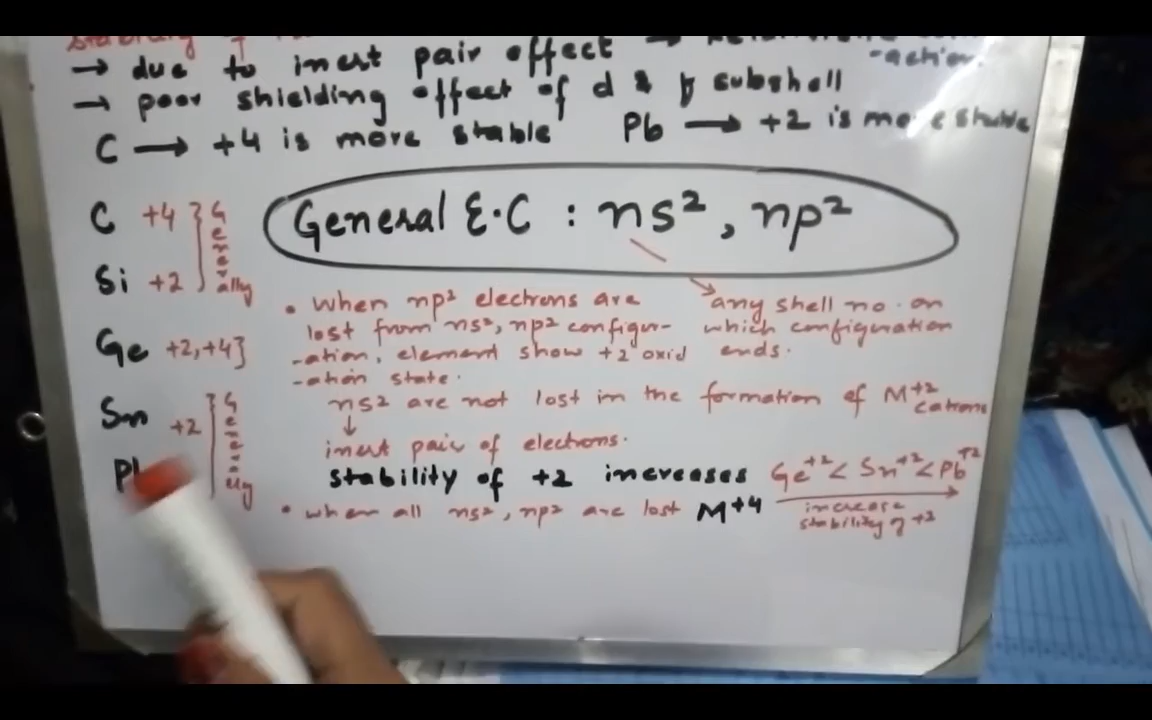 → due to inert pair effect →
→ poor shielding effect of d & f subshell
C → +4 is more stable Pb → +2 is more stable
General E.C : ns², np²
C +4
Si +2
Generally
Ge +2,+4}
Sn +2
Pb
Generally
• when np² electrons are
lost from ns², np² configur-
-ation, element show +2 oxid
-ation state.
any shell no. on
which configuration
ends.
ns² are not lost in the formation of M⁺² cations
↓
inert pair of electrons.
stability of +2 increases Ge⁺² < Sn⁺² < Pb⁺²
increase
stability of +2
• when all ns², np² are lost M⁺⁴